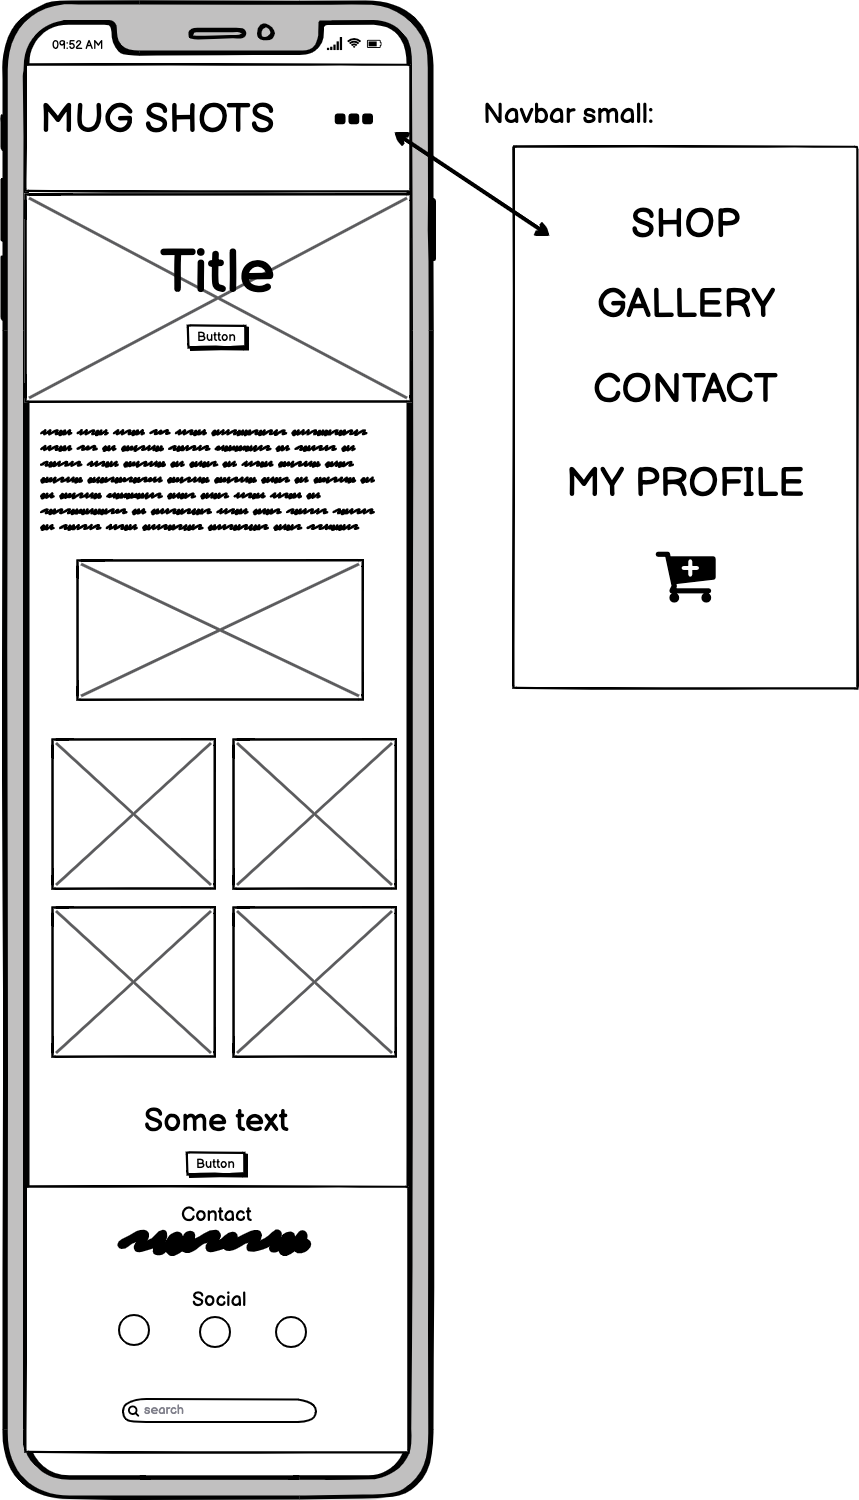 09:52 AM
MUG SHOTS
Title
Button
Some text
Button
Contact
Social
search
Navbar small:
SHOP
GALLERY
CONTACT
MY PROFILE